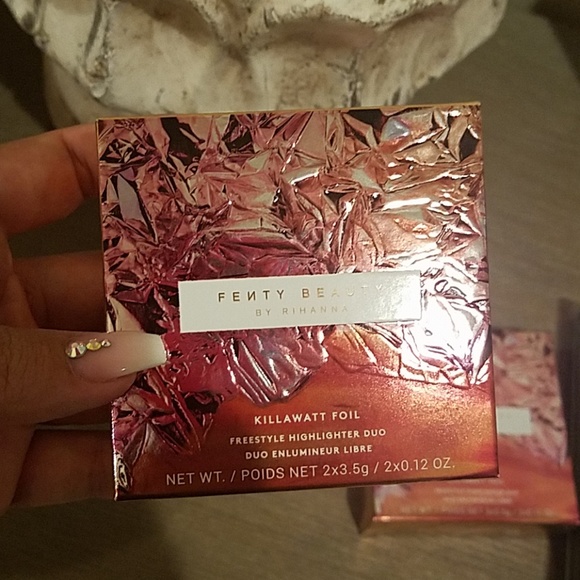 FEИTY BEAUTY
BY RIHANNA
KILLAWATT FOIL
FREESTYLE HIGHLIGHTER DUO
DUO ENLUMINEUR LIBRE
NET WT. / POIDS NET 2x3.5g / 2x0.12 OZ.